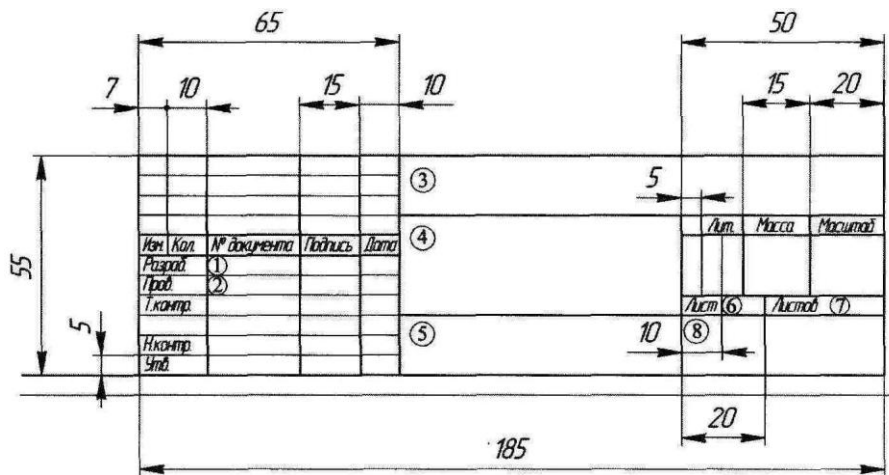 65 50
7 10 15 10 15 20
③
5
④ Лит. Масса Масштаб
55
Изм. Кол. № документа Подпись Дата
Разраб. ①
Пров. ②
Т.контр.
Лист ⑥ Листов ⑦
5 ⑤ 10 ⑧
Н.контр.
Утв.
20
185